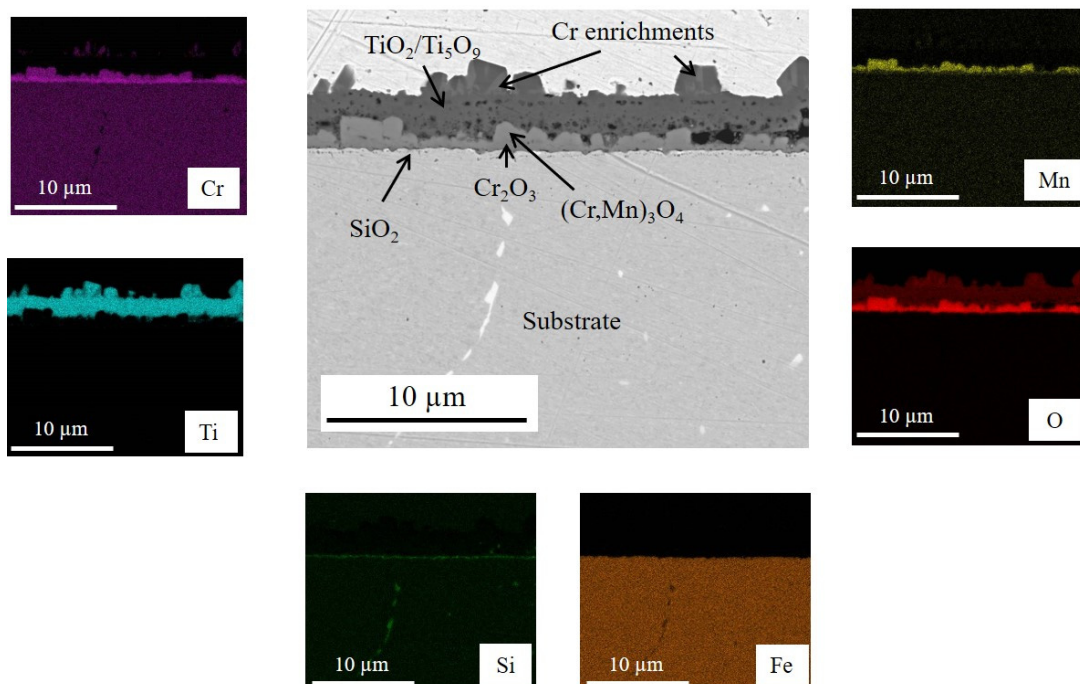 TiO₂/Ti₅O₉
Cr enrichments
10 µm
Cr
10 µm
Mn
Cr₂O₃
(Cr,Mn)₃O₄
SiO₂
Substrate
10 µm
10 µm
Ti
10 µm
O
10 µm
Si
10 µm
Fe